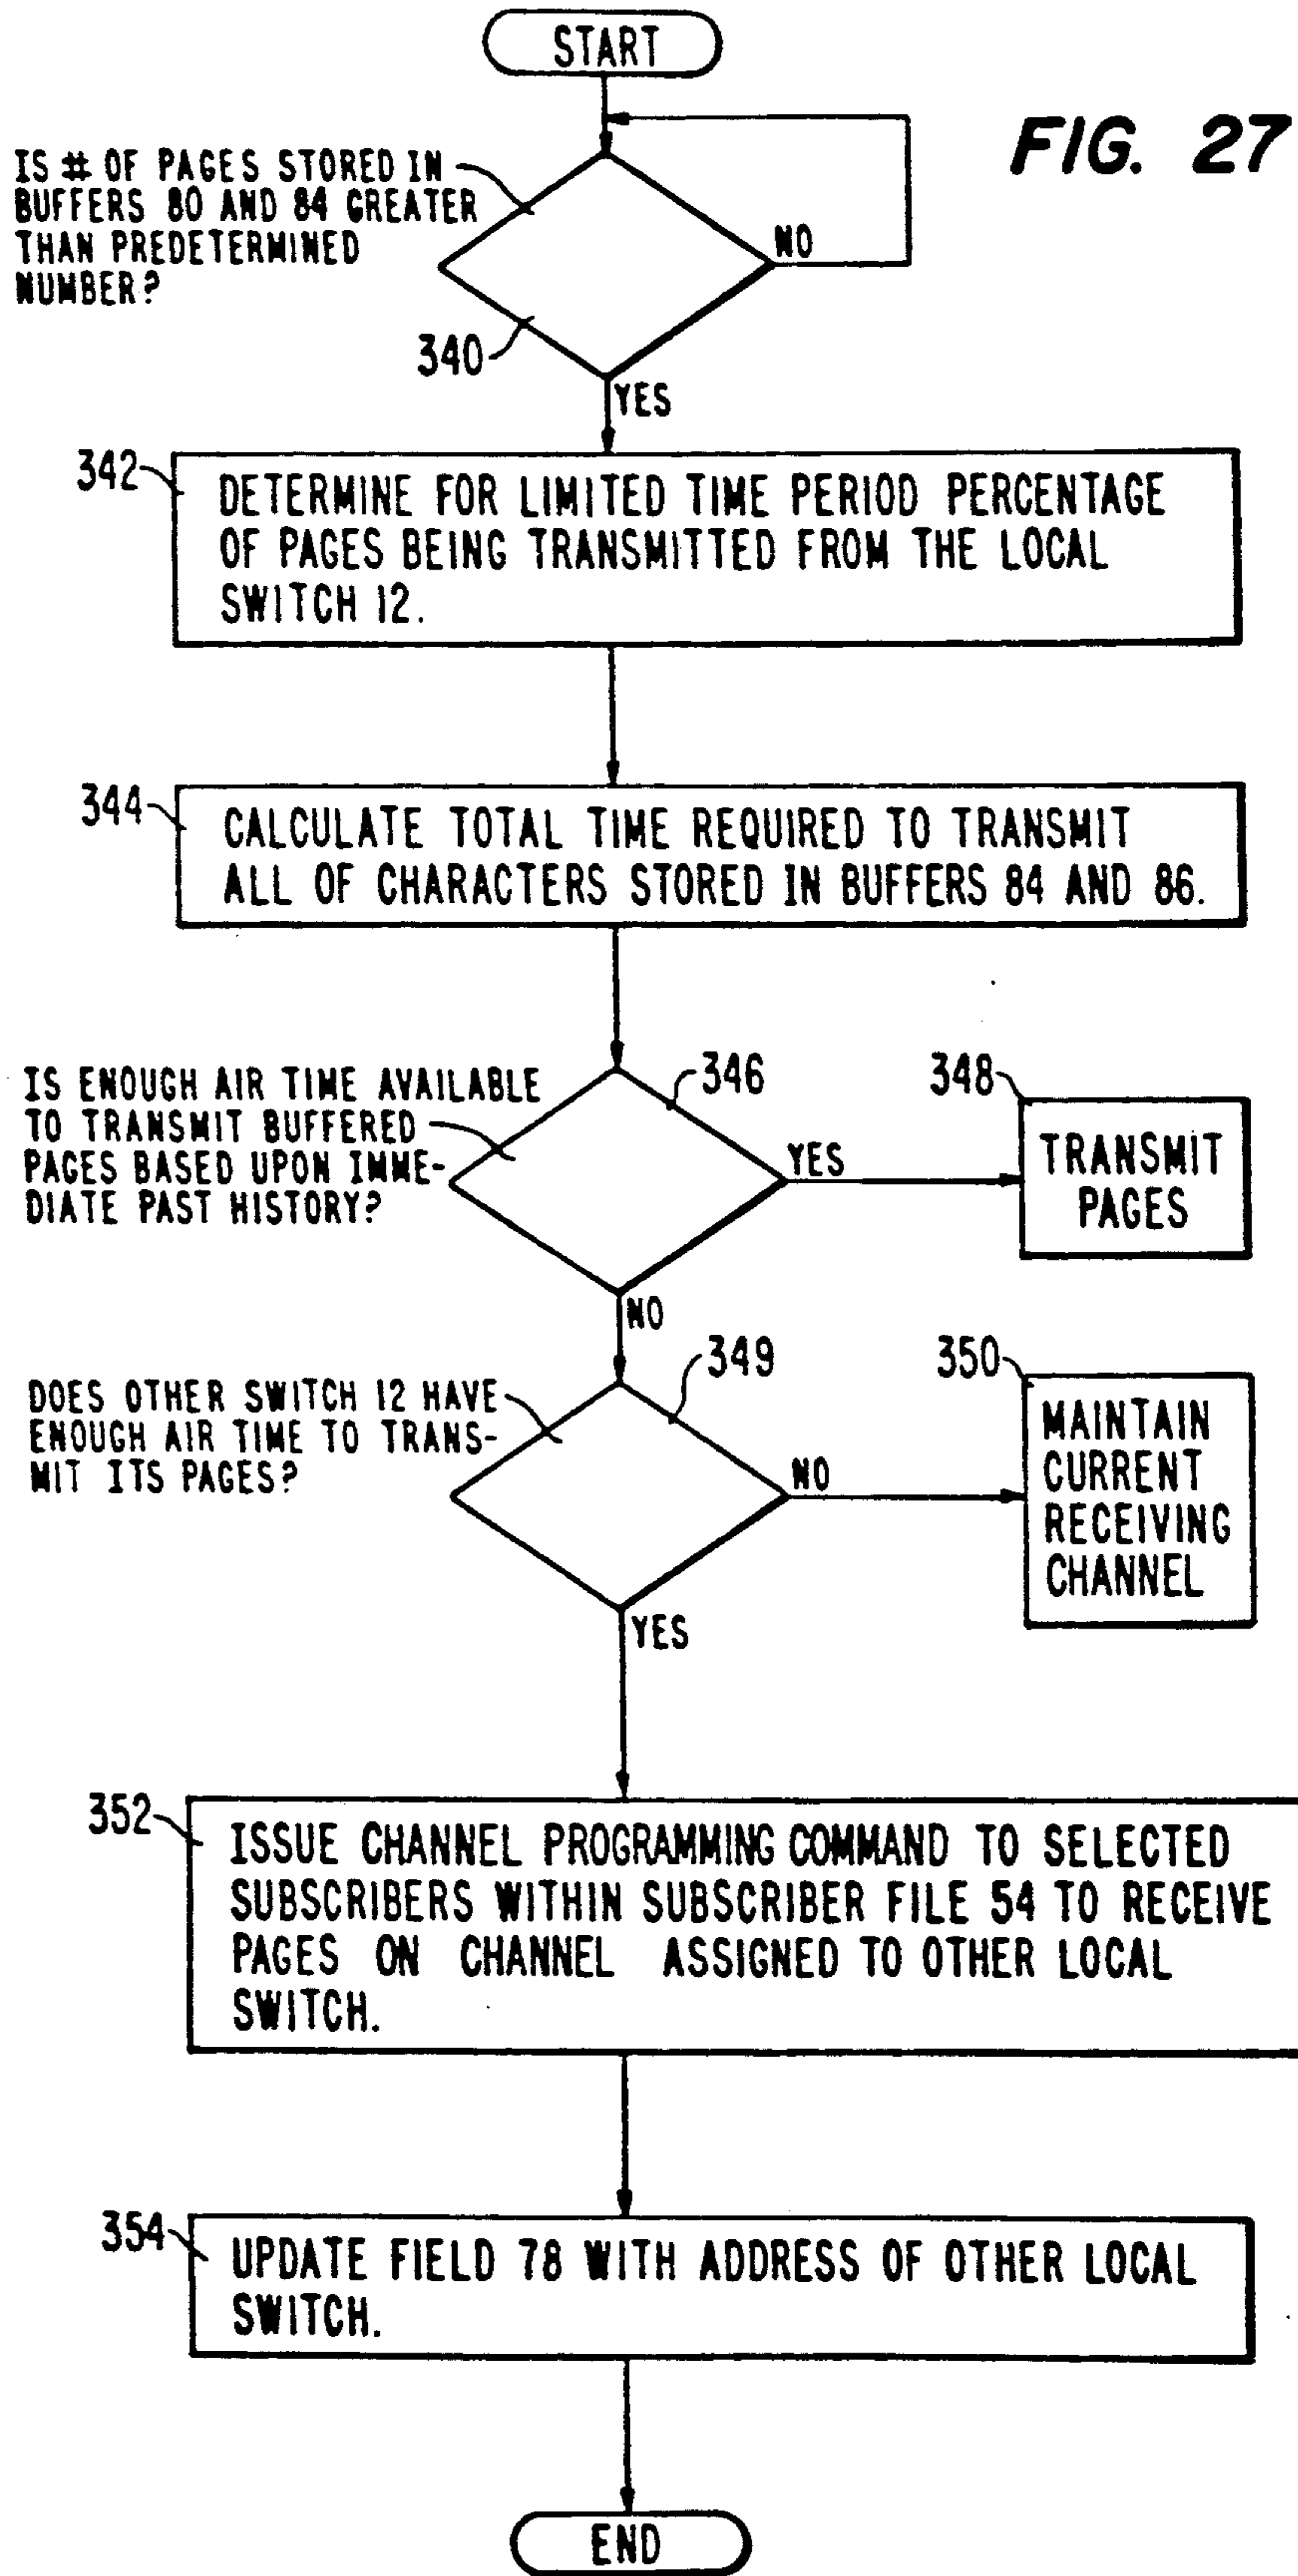 START
FIG. 27
IS # OF PAGES STORED IN
BUFFERS 80 AND 84 GREATER
THAN PREDETERMINED
NUMBER?
NO
340
YES
342
DETERMINE FOR LIMITED TIME PERIOD PERCENTAGE
OF PAGES BEING TRANSMITTED FROM THE LOCAL
SWITCH 12.
344
CALCULATE TOTAL TIME REQUIRED TO TRANSMIT
ALL OF CHARACTERS STORED IN BUFFERS 84 AND 86.
IS ENOUGH AIR TIME AVAILABLE
TO TRANSMIT BUFFERED
PAGES BASED UPON IMME-
DIATE PAST HISTORY?
346
YES
348
TRANSMIT
PAGES
NO
DOES OTHER SWITCH 12 HAVE
ENOUGH AIR TIME TO TRANS-
MIT ITS PAGES?
349
NO
350
MAINTAIN
CURRENT
RECEIVING
CHANNEL
YES
352
ISSUE CHANNEL PROGRAMMING COMMAND TO SELECTED
SUBSCRIBERS WITHIN SUBSCRIBER FILE 54 TO RECEIVE
PAGES ON CHANNEL ASSIGNED TO OTHER LOCAL
SWITCH.
354
UPDATE FIELD 78 WITH ADDRESS OF OTHER LOCAL
SWITCH.
END